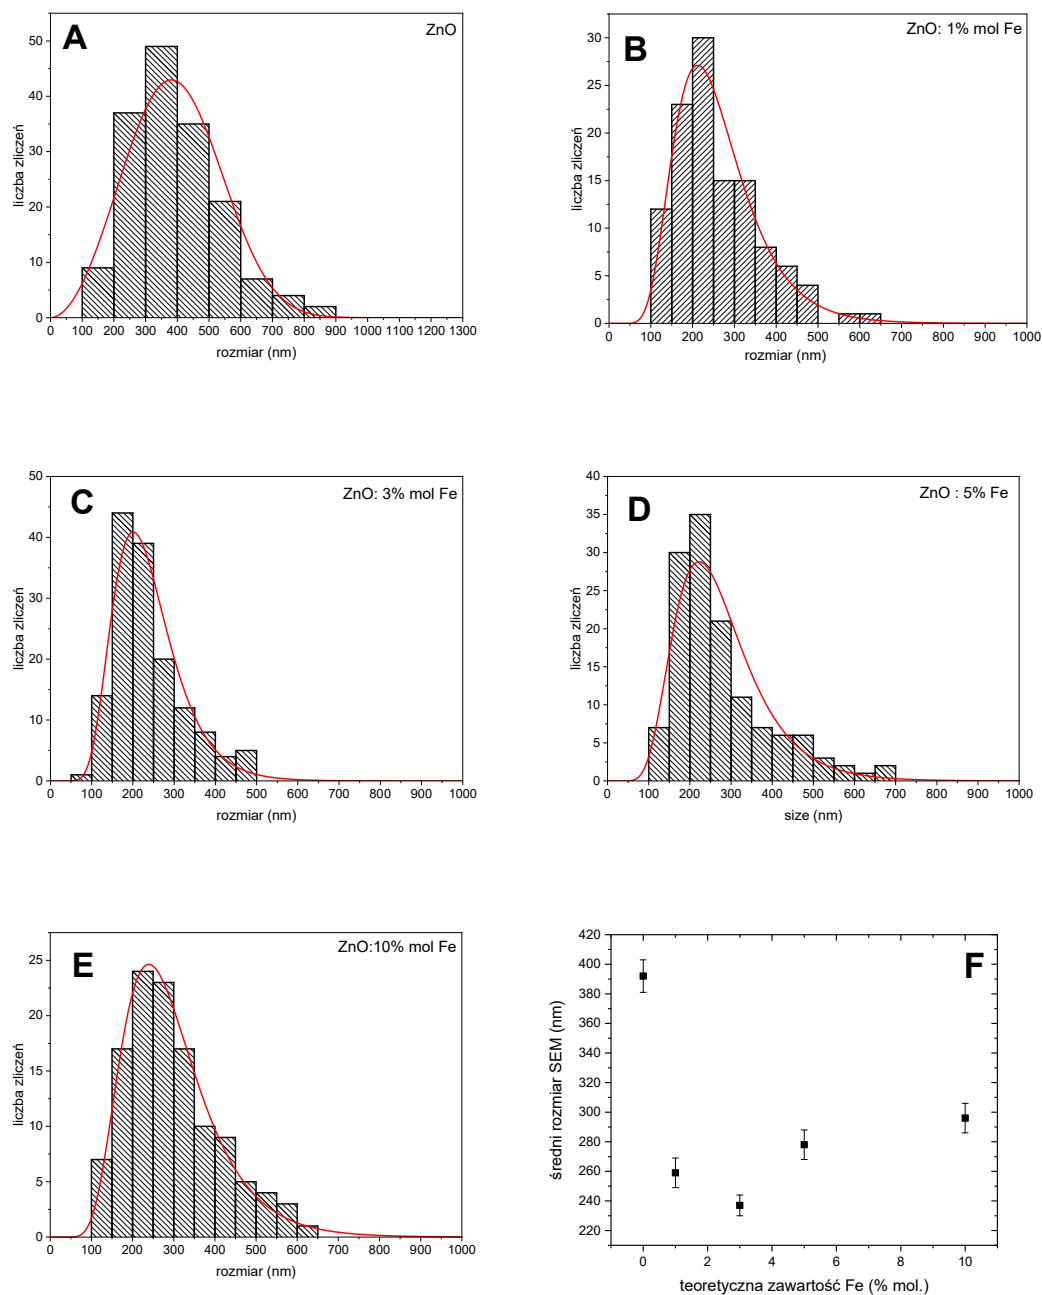 A
ZnO
50
40
30
20
10
0
0 100 200 300 400 500 600 700 800 900 1000 1100 1200 1300
liczba zliczeń
rozmiar (nm)
B
ZnO: 1% mol Fe
30
25
20
15
10
5
0
0 100 200 300 400 500 600 700 800 900 1000
liczba zliczeń
rozmiar (nm)
C
ZnO: 3% mol Fe
50
40
30
20
10
0
0 100 200 300 400 500 600 700 800 900 1000
liczba zliczeń
rozmiar (nm)
D
ZnO : 5% Fe
40
35
30
25
20
15
10
5
0
0 100 200 300 400 500 600 700 800 900 1000
liczba zliczeń
size (nm)
E
ZnO:10% mol Fe
25
20
15
10
5
0
0 100 200 300 400 500 600 700 800 900 1000
liczba zliczeń
rozmiar (nm)
F
420
400
380
360
340
320
300
280
260
240
220
0 2 4 6 8 10
średni rozmiar SEM (nm)
teoretyczna zawartość Fe (% mol.)